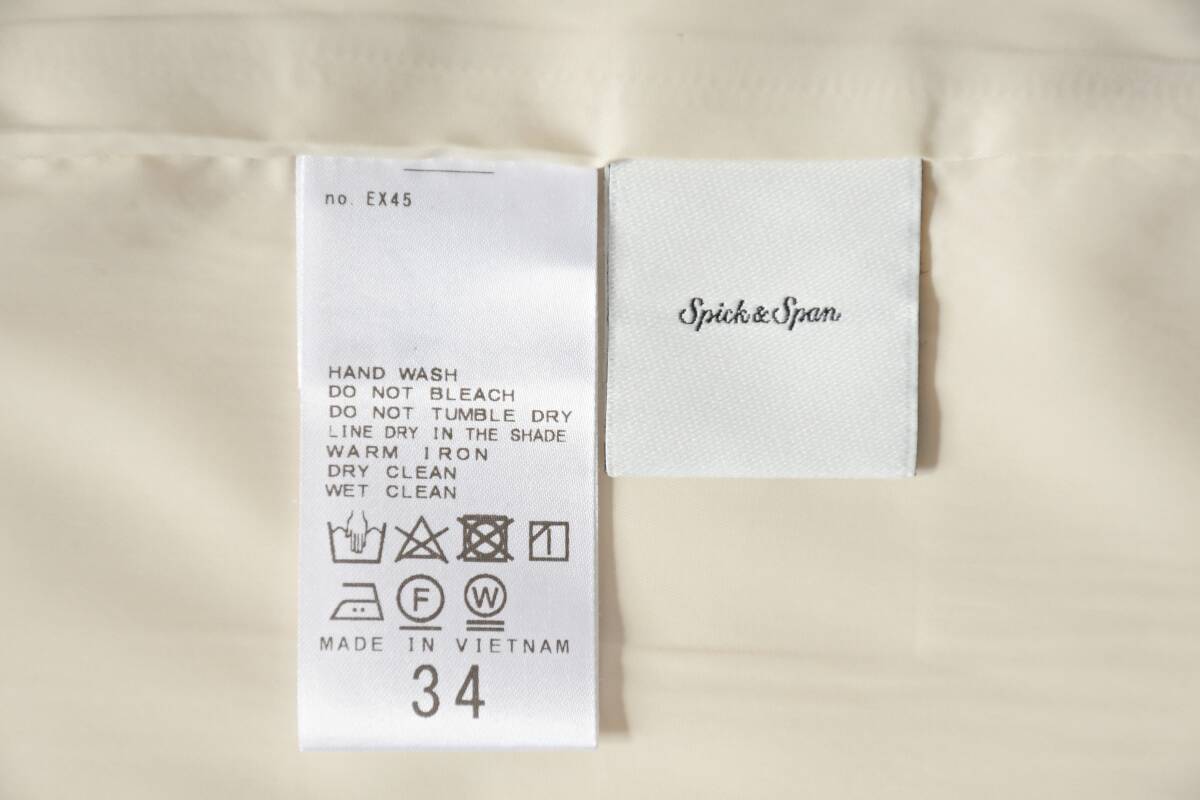 no. EX45
HAND WASH
DO NOT BLEACH
DO NOT TUMBLE DRY
LINE DRY IN THE SHADE
WARM IRON
DRY CLEAN
WET CLEAN
F W
MADE IN VIETNAM
34
Spick & Span